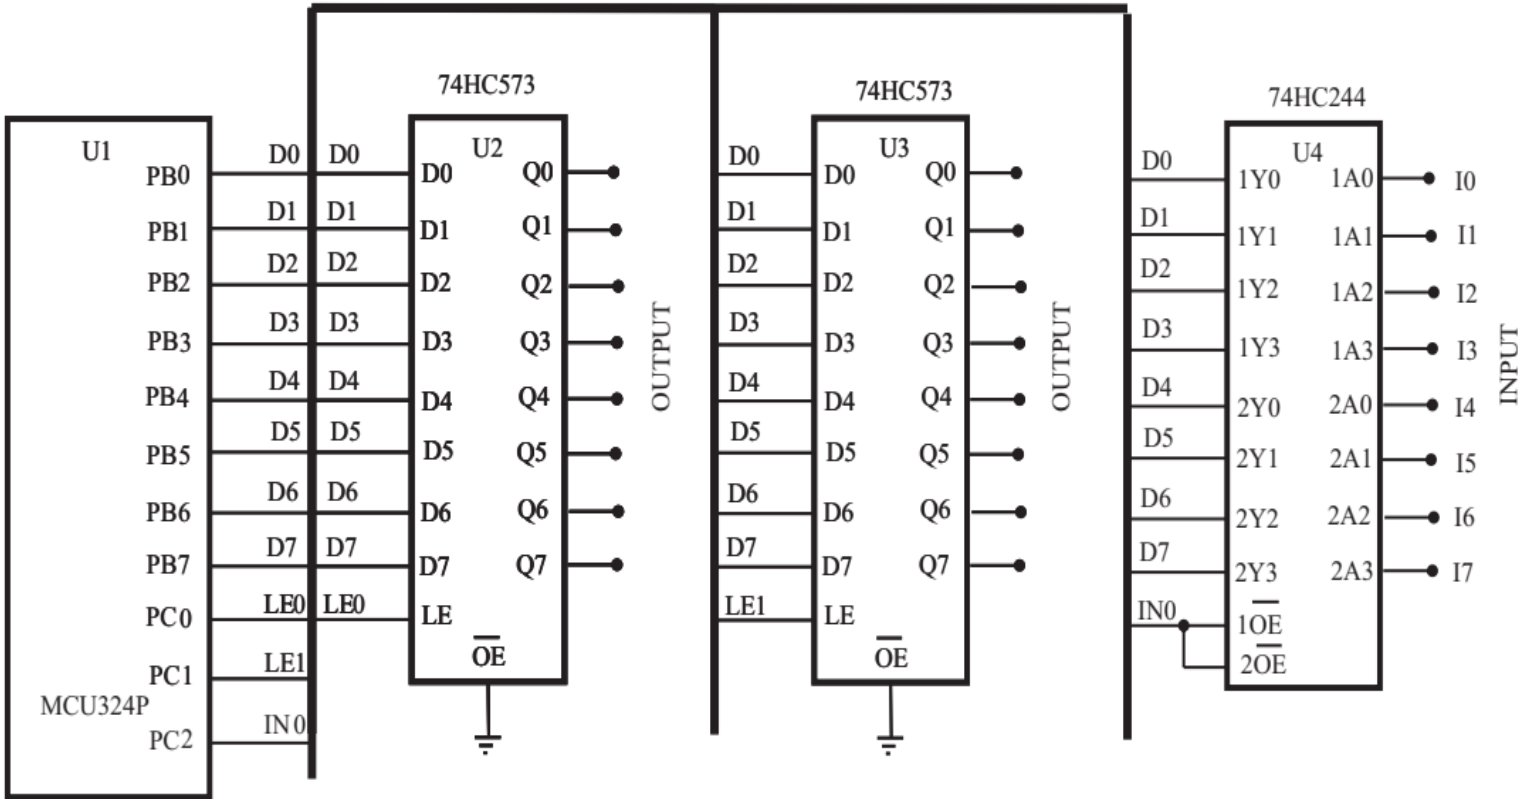 74HC573
74HC573
74HC244
U1
PB0
PB1
PB2
PB3
PB4
PB5
PB6
PB7
PC0
PC1
MCU324P
PC2
D0
D1
D2
D3
D4
D5
D6
D7
LE0
LE1
IN0
D0
D1
D2
D3
D4
D5
D6
D7
LE0
U2
D0
D1
D2
D3
D4
D5
D6
D7
LE
O̅E̅
Q0
Q1
Q2
Q3
Q4
Q5
Q6
Q7
OUTPUT
D0
D1
D2
D3
D4
D5
D6
D7
LE1
U3
D0
D1
D2
D3
D4
D5
D6
D7
LE
O̅E̅
Q0
Q1
Q2
Q3
Q4
Q5
Q6
Q7
OUTPUT
D0
D1
D2
D3
D4
D5
D6
D7
IN0
U4
1Y0
1Y1
1Y2
1Y3
2Y0
2Y1
2Y2
2Y3
1O̅E̅
2O̅E̅
1A0
1A1
1A2
1A3
2A0
2A1
2A2
2A3
I0
I1
I2
I3
I4
I5
I6
I7
INPUT